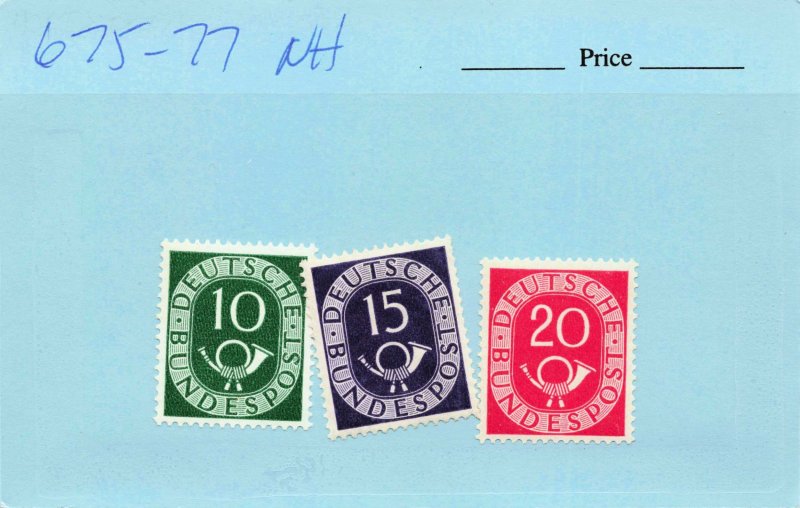 675-77 NH
Price
10
DEUTSCHE
BUNDESPOST
15
DEUTSCHE
BUNDESPOST
20
DEUTSCHE
BUNDESPOST